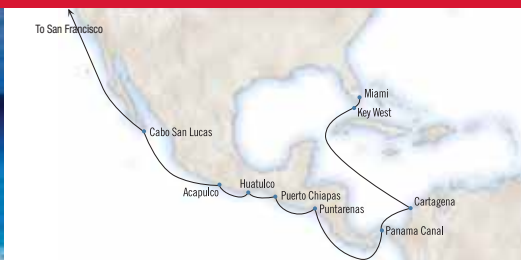 To San Francisco
Miami
Key West
Cabo San Lucas
Acapulco
Huatulco
Puerto Chiapas
Puntarenas
Cartagena
Panama Canal